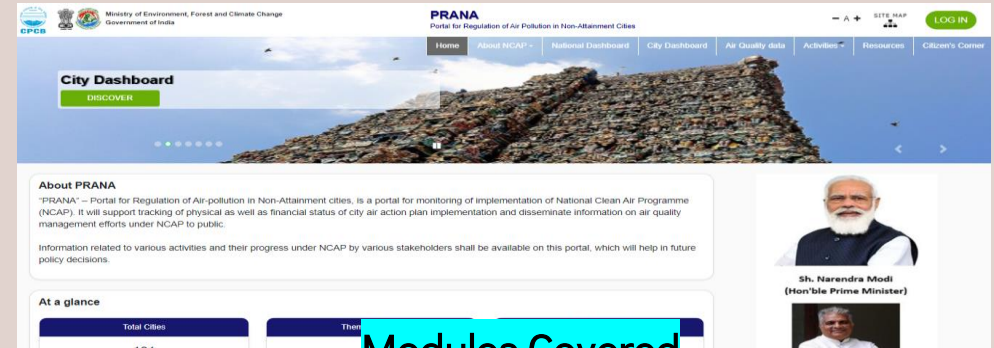 Ministry of Environment, Forest and Climate Change
Government of India
CPCB
PRANA
Portal for Regulation of Air Pollution in Non-Attainment Cities
– A +
SITE MAP
LOG IN
Home About NCAP National Dashboard City Dashboard Air Quality data Activities Resources Citizen's Corner
City Dashboard
DISCOVER
About PRANA
"PRANA" – Portal for Regulation of Air-pollution in Non-Attainment cities, is a portal for monitoring of implementation of National Clean Air Programme
(NCAP). It will support tracking of physical as well as financial status of city air action plan implementation and disseminate information on air quality
management efforts under NCAP to public.
Information related to various activities and their progress under NCAP by various stakeholders shall be available on this portal, which will help in future
policy decisions.
Sh. Narendra Modi
(Hon'ble Prime Minister)
At a glance
Total Cities
Modules Covered